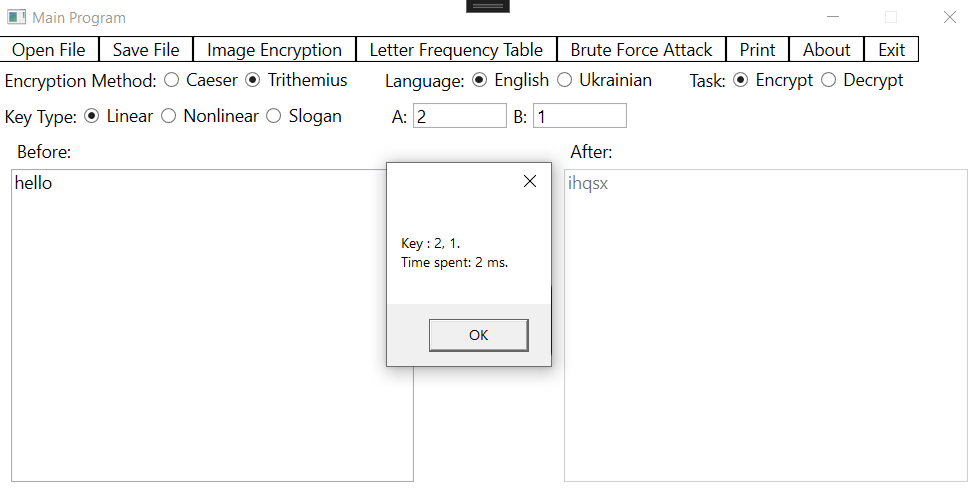 Main Program
Open File Save File Image Encryption Letter Frequency Table Brute Force Attack Print About Exit
Encryption Method: Caeser Trithemius Language: English Ukrainian Task: Encrypt Decrypt
Key Type: Linear Nonlinear Slogan A: 2 B: 1
Before: After:
hello ihqsx
Key : 2, 1.
Time spent: 2 ms.
OK